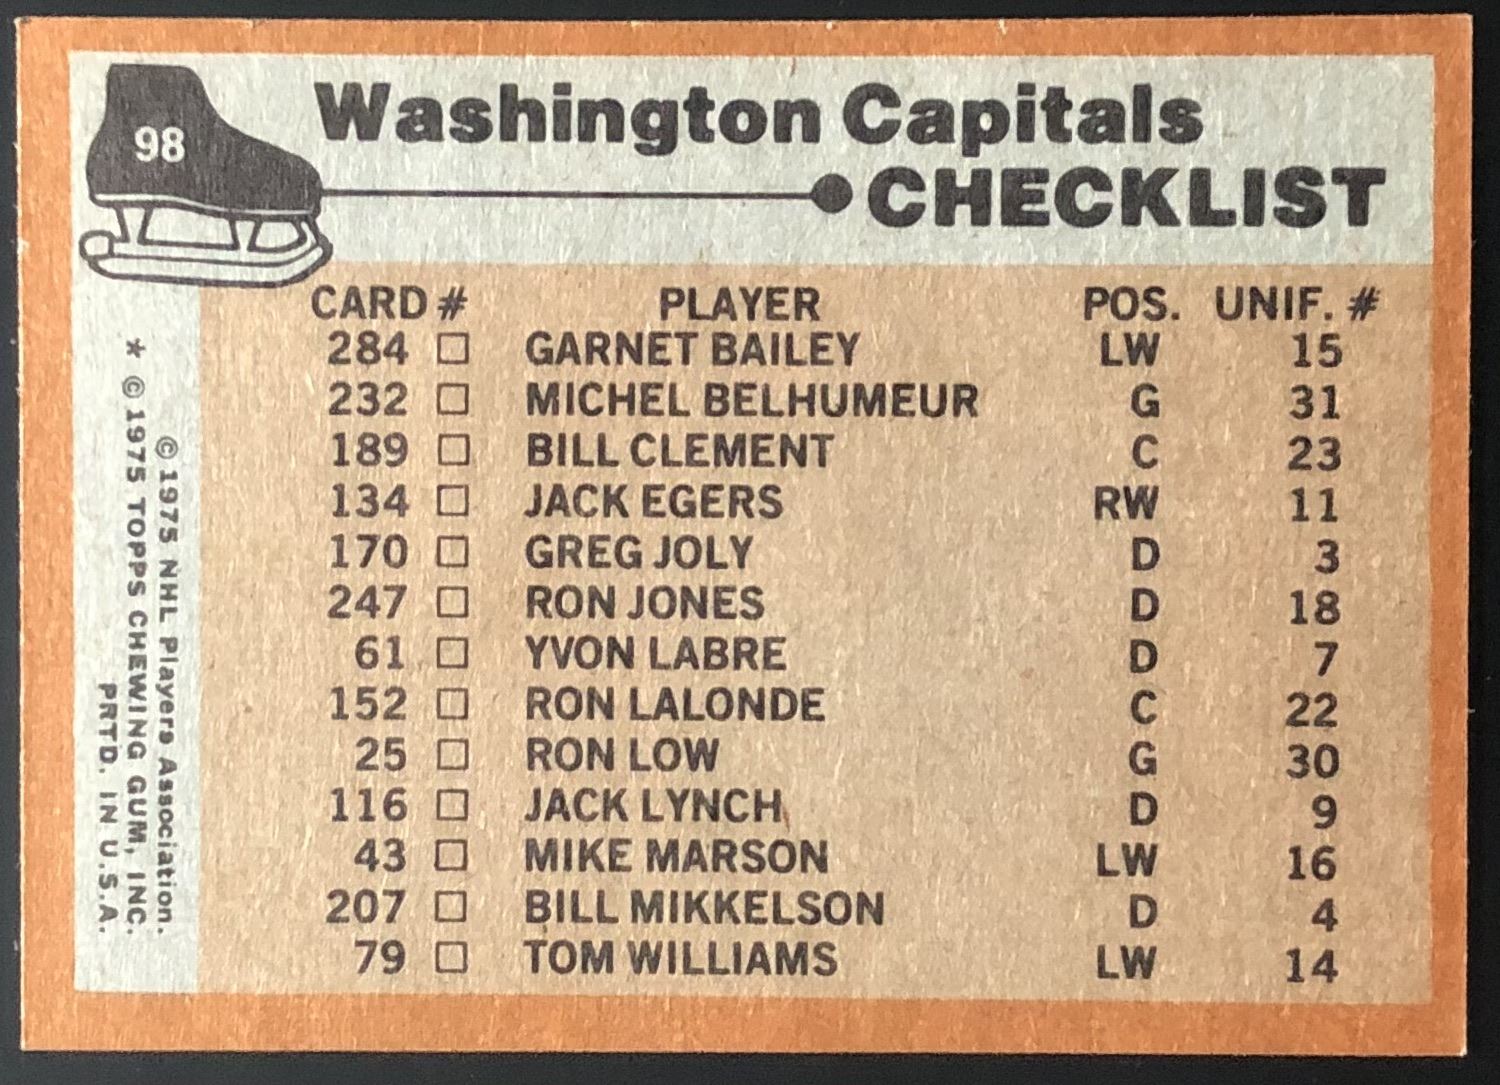 98
Washington Capitals
CHECKLIST
CARD # PLAYER POS. UNIF. #
284 □ GARNET BAILEY LW 15
232 □ MICHEL BELHUMEUR G 31
189 □ BILL CLEMENT C 23
134 □ JACK EGERS RW 11
170 □ GREG JOLY D 3
247 □ RON JONES D 18
61 □ YVON LABRE D 7
152 □ RON LALONDE C 22
25 □ RON LOW G 30
116 □ JACK LYNCH D 9
43 □ MIKE MARSON LW 16
207 □ BILL MIKKELSON D 4
79 □ TOM WILLIAMS LW 14
© 1975 NHL Players Association.
* © 1975 TOPPS CHEWING GUM, INC.
PRTD. IN U.S.A.